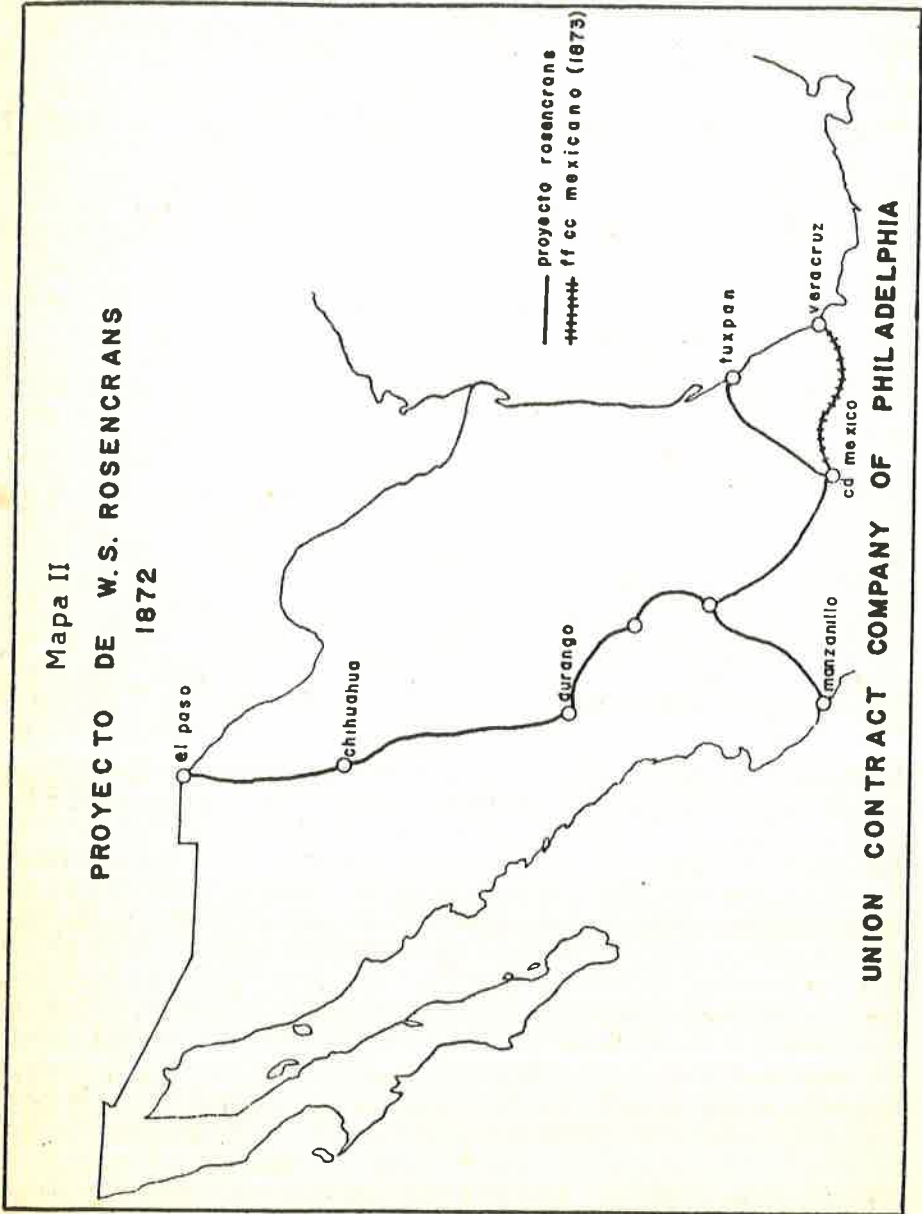 Mapa II
PROYECTO DE W.S. ROSENCRANS
1872
el paso
chihuahua
durango
proyecto rosencrans
ff cc mexicano (1873)
tuxpan
veracruz
cd mexico
manzanillo
UNION CONTRACT COMPANY OF PHILADELPHIA